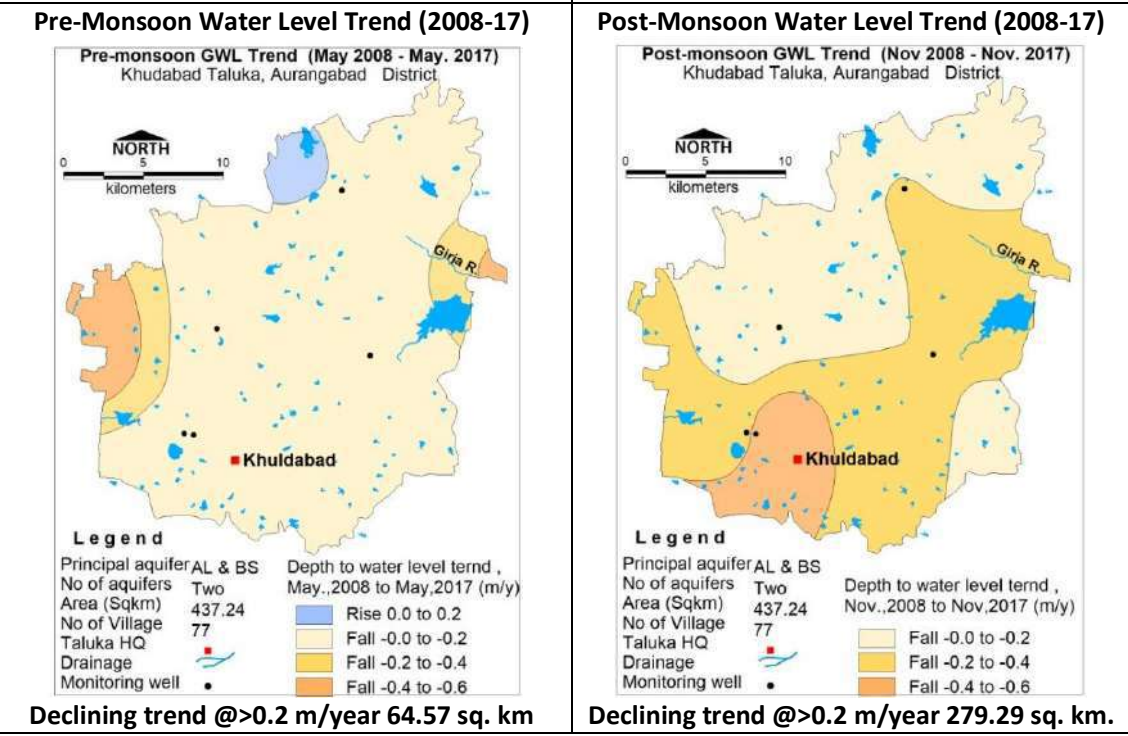 Pre-Monsoon Water Level Trend (2008-17)
Pre-monsoon GWL Trend (May 2008 - May. 2017)
Khudabad Taluka, Aurangabad District
NORTH
0 5 10
kilometers
Girja R.
Khuldabad
Legend
Principal aquifer AL & BS
No of aquifers Two
Area (Sqkm) 437.24
No of Village 77
Taluka HQ
Drainage
Monitoring well
Depth to water level ternd ,
May.,2008 to May,2017 (m/y)
Rise 0.0 to 0.2
Fall -0.0 to -0.2
Fall -0.2 to -0.4
Fall -0.4 to -0.6
Declining trend @>0.2 m/year 64.57 sq. km
Post-Monsoon Water Level Trend (2008-17)
Post-monsoon GWL Trend (Nov 2008 - Nov. 2017)
Khudabad Taluka, Aurangabad District
NORTH
0 5 10
kilometers
Girja R.
Khuldabad
Legend
Principal aquifer AL & BS
No of aquifers Two
Area (Sqkm) 437.24
No of Village 77
Taluka HQ
Drainage
Monitoring well
Depth to water level ternd ,
Nov.,2008 to Nov,2017 (m/y)
Fall -0.0 to -0.2
Fall -0.2 to -0.4
Fall -0.4 to -0.6
Declining trend @>0.2 m/year 279.29 sq. km.